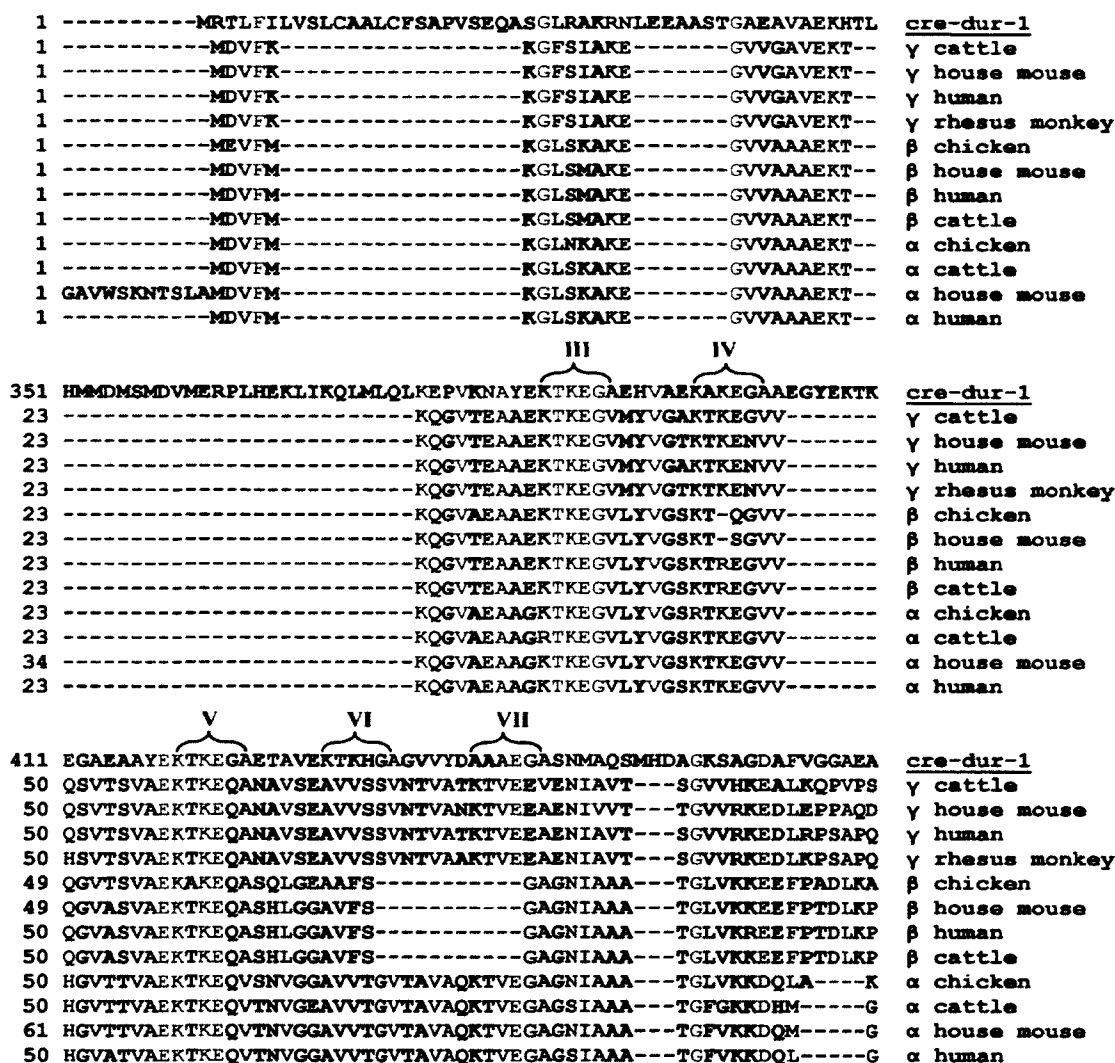 1 ----------MRTLFILVSLCAALCFSAPVSEQASGLRAKRNLEEAASTGAEAVAEKHTL cre-dur-1
1 -----------MDVFK------------------KGFSIAKE-------GVVGAVEKT-- γ cattle
1 -----------MDVFK------------------KGFSIAKE-------GVVGAVEKT-- γ house mouse
1 -----------MDVFK------------------KGFSIAKE-------GVVGAVEKT-- γ human
1 -----------MDVFK------------------KGFSIAKE-------GVVGAVEKT-- γ rhesus monkey
1 -----------MEVFM------------------KGLSKAKE-------GVVAAAEKT-- β chicken
1 -----------MDVFM------------------KGLSMAKE-------GVVAAAEKT-- β house mouse
1 -----------MDVFM------------------KGLSMAKE-------GVVAAAEKT-- β human
1 -----------MDVFM------------------KGLSMAKE-------GVVAAAEKT-- β cattle
1 -----------MDVFM------------------KGLNKAKE-------GVVAAAEKT-- α chicken
1 -----------MDVFM------------------KGLSKAKE-------GVVAAAEKT-- α cattle
1 GAVWSKNTSLAMDVFM------------------KGLSKAKE-------GVVAAAEKT-- α house mouse
1 -----------MDVFM------------------KGLSKAKE-------GVVAAAEKT-- α human
III IV
351 HMMDMSMDVMERPLHEKLIKQLMLQLKEPVKNAYEKTKEGAEHVAEKAKEGAAEGYEKTK cre-dur-1
23 --------------------------KQGVTEAAEKTKEGVMYVGAKTKEGVV------- γ cattle
23 --------------------------KQGVTEAAEKTKEGVMYVGTKTKENVV------- γ house mouse
23 --------------------------KQGVTEAAEKTKEGVMYVGAKTKENVV------- γ human
23 --------------------------KQGVTEAAEKTKEGVMYVGTKTKENVV------- γ rhesus monkey
23 --------------------------KQGVAEAAEKTKEGVLYVGSKT-QGVV------- β chicken
23 --------------------------KQGVTEAAEKTKEGVLYVGSKT-SGVV------- β house mouse
23 --------------------------KQGVTEAAEKTKEGVLYVGSKTREGVV------- β human
23 --------------------------KQGVTEAAEKTKEGVLYVGSKTREGVV------- β cattle
23 --------------------------KQGVAEAAGKTKEGVLYVGSRTKEGVV------- α chicken
23 --------------------------KQGVAEAAGRTKEGVLYVGSKTKEGVV------- α cattle
34 --------------------------KQGVAEAAGKTKEGVLYVGSKTKEGVV------- α house mouse
23 --------------------------KQGVAEAAGKTKEGVLYVGSKTKEGVV------- α human
V VI VII
411 EGAEAAYEKTKEGAETAVEKTKHGAGVVYDAAAEGASNMAQSMHDAGKSAGDAFVGGAEA cre-dur-1
50 QSVTSVAEKTKEQANAVSEAVVSSVNTVATKTVEEVENIAVT---SGVVHKEALKQPVPS γ cattle
50 QSVTSVAEKTKEQANAVSEAVVSSVNTVANKTVEEAENIVVT---SGVVRKEDLEPPAQD γ house mouse
50 QSVTSVAEKTKEQANAVSEAVVSSVNTVATKTVEEAENIAVT---SGVVRKEDLRPSAPQ γ human
50 HSVTSVAEKTKEQANAVSEAVVSSVNTVAAKTVEEAENIAVT---SGVVRKEDLKPSAPQ γ rhesus monkey
49 QGVTSVAEKAKEQASQLGEAAFS-----------GAGNIAAA---TGLVKKEEFPADLKA β chicken
49 QGVASVAEKTKEQASHLGGAVFS-----------GAGNIAAA---TGLVKKEEFPTDLKP β house mouse
50 QGVASVAEKTKEQASHLGGAVFS-----------GAGNIAAA---TGLVKREEFPTDLKP β human
50 QGVASVAEKTKEQASHLGGAVFS-----------GAGNIAAA---TGLVKKEEFPTDLKP β cattle
50 HGVTTVAEKTKEQVSNVGGAVVTGVTAVAQKTVEGAGNIAAA---TGLVKKDQLA----K α chicken
50 HGVTTVAEKTKEQVTNVGEAVVTGVTAVAQKTVEGAGSIAAA---TGFGKKDHM-----G α cattle
61 HGVTTVAEKTKEQVTNVGGAVVTGVTAVAQKTVEGAGNIAAA---TGFVKKDQM-----G α house mouse
50 HGVATVAEKTKEQVTNVGGAVVTGVTAVAQKTVEGAGSIAAA---TGFVKKDQL-----G α human